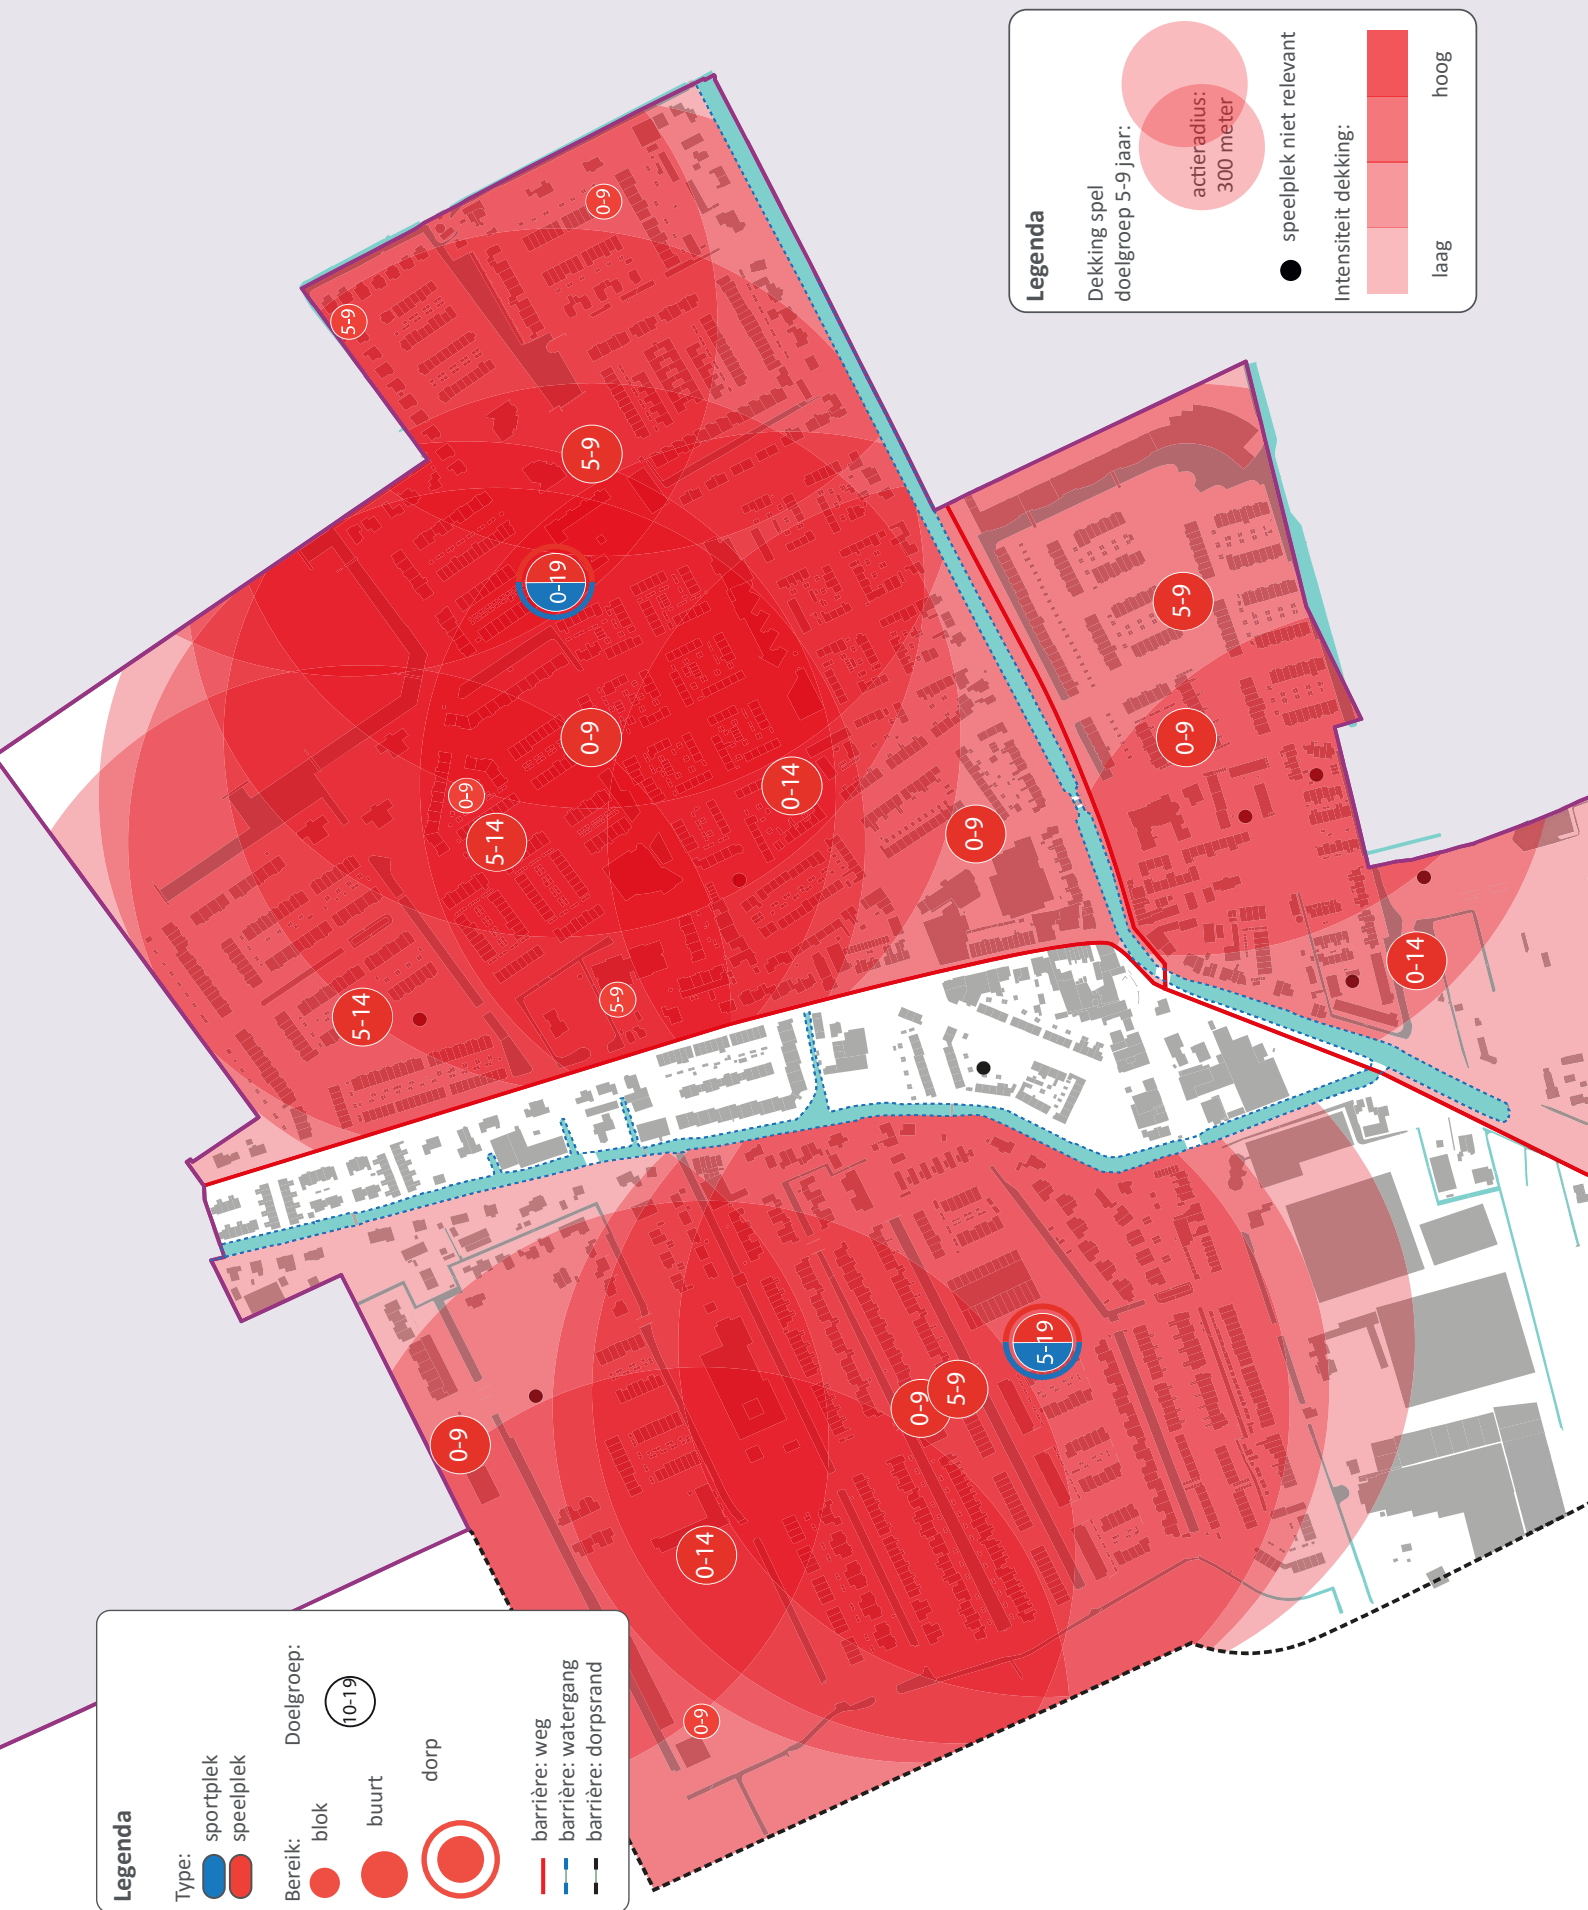 Legenda
Type:
sportplek
speelplek
Bereik:
blok
buurt
dorp
Doelgroep:
10-19
barrière: weg
barrière: watergang
barrière: dorpsrand
Legenda
Dekking spel
doelgroep 5-9 jaar:
actieradius:
300 meter
speelplek niet relevant
Intensiteit dekking:
laag
hoog
5-9
0-9
5-9
0-19
0-9
0-9
5-14
0-14
0-9
5-14
5-9
5-9
0-9
0-14
0-9
0-14
0-9
0-9
5-9
5-19